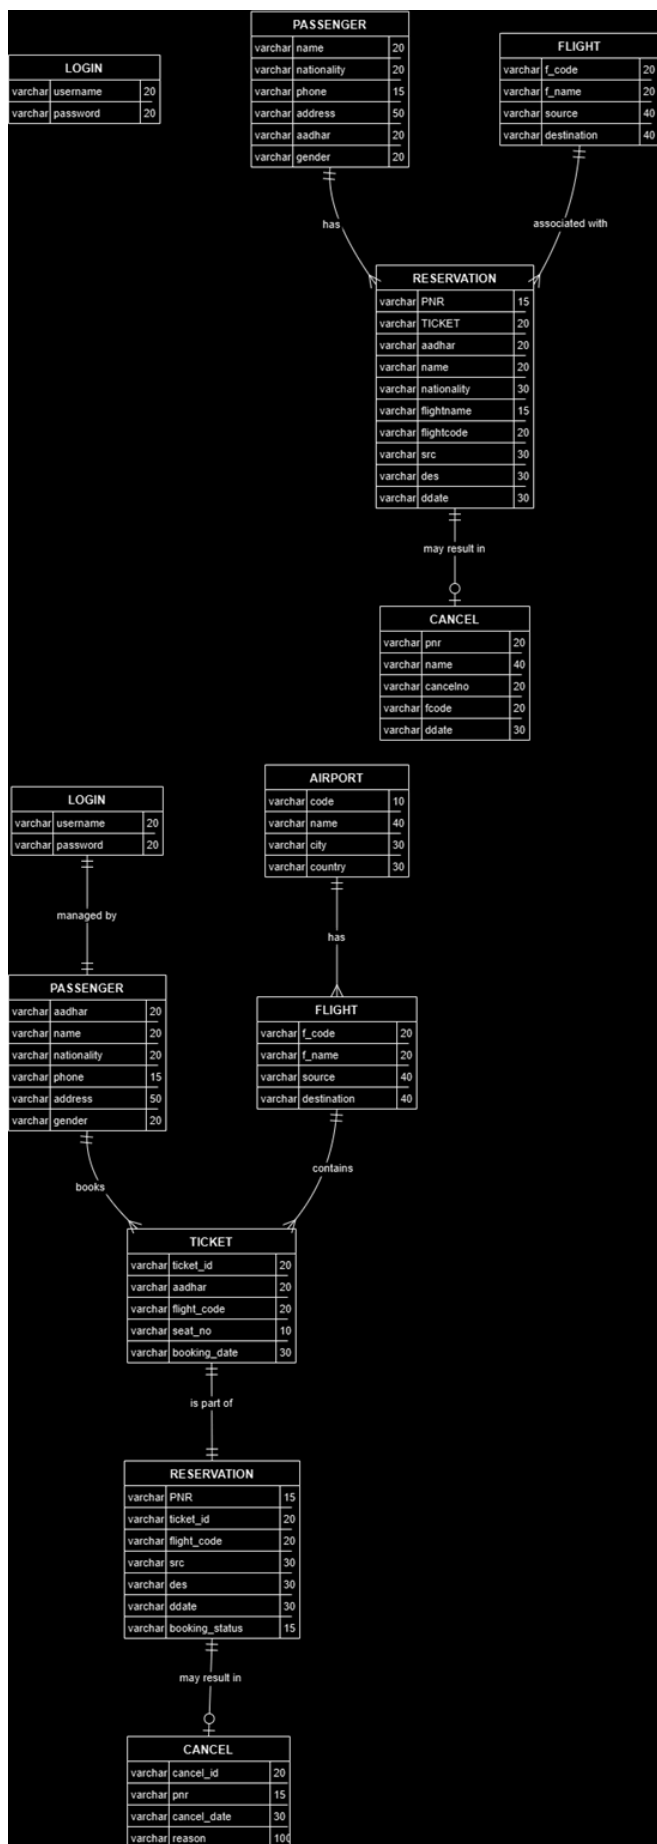 LOGIN
varchar username 20
varchar password 20
PASSENGER
varchar name 20
varchar nationality 20
varchar phone 15
varchar address 50
varchar aadhar 20
varchar gender 20
FLIGHT
varchar f_code 20
varchar f_name 20
varchar source 40
varchar destination 40
has
associated with
RESERVATION
varchar PNR 15
varchar TICKET 20
varchar aadhar 20
varchar name 20
varchar nationality 30
varchar flightname 15
varchar flightcode 20
varchar src 30
varchar des 30
varchar ddate 30
may result in
CANCEL
varchar pnr 20
varchar name 40
varchar cancelno 20
varchar fcode 20
varchar ddate 30
LOGIN
varchar username 20
varchar password 20
AIRPORT
varchar code 10
varchar name 40
varchar city 30
varchar country 30
managed by
has
PASSENGER
varchar aadhar 20
varchar name 20
varchar nationality 20
varchar phone 15
varchar address 50
varchar gender 20
FLIGHT
varchar f_code 20
varchar f_name 20
varchar source 40
varchar destination 40
books
contains
TICKET
varchar ticket_id 20
varchar aadhar 20
varchar flight_code 20
varchar seat_no 10
varchar booking_date 30
is part of
RESERVATION
varchar PNR 15
varchar ticket_id 20
varchar flight_code 20
varchar src 30
varchar des 30
varchar ddate 30
varchar booking_status 15
may result in
CANCEL
varchar cancel_id 20
varchar pnr 15
varchar cancel_date 30
varchar reason 100